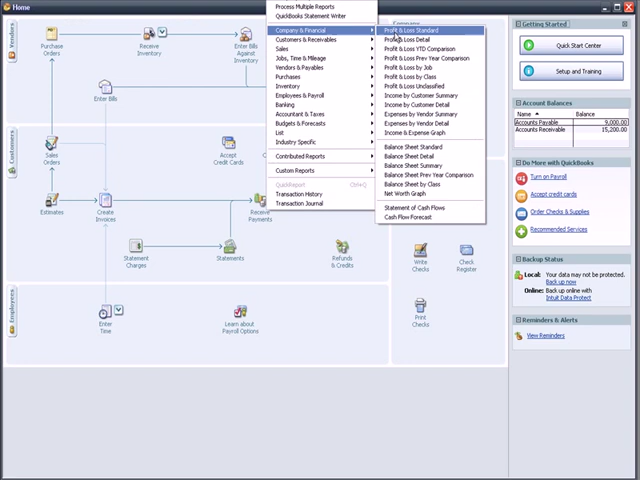 Home
Vendors
Purchase
Orders
Receive
Inventory
Enter Bills
Against
Inventory
Enter Bills
Customers
Sales
Orders
Accept
Credit Cards
Estimates
Create
Invoices
Receive
Payments
Statement
Charges
Statements
Refunds
& Credits
Employees
Enter
Time
Learn about
Payroll Options
Process Multiple Reports
QuickBooks Statement Writer
Company & Financial
Customers & Receivables
Sales
Jobs, Time & Mileage
Vendors & Payables
Purchases
Inventory
Employees & Payroll
Banking
Accountant & Taxes
Budgets & Forecasts
List
Industry Specific
Contributed Reports
Custom Reports
QuickReport Ctrl+Q
Transaction History
Transaction Journal
Company
Profit & Loss Standard
Profit & Loss Detail
Profit & Loss YTD Comparison
Profit & Loss Prev Year Comparison
Profit & Loss by Job
Profit & Loss by Class
Profit & Loss Unclassified
Income by Customer Summary
Income by Customer Detail
Expenses by Vendor Summary
Expenses by Vendor Detail
Income & Expense Graph
Balance Sheet Standard
Balance Sheet Detail
Balance Sheet Summary
Balance Sheet Prev Year Comparison
Balance Sheet by Class
Net Worth Graph
Statement of Cash Flows
Cash Flow Forecast
Write
Checks
Check
Register
Print
Checks
Getting Started
Quick Start Center
Setup and Training
Account Balances
Name Balance
Accounts Payable 9,000.00
Accounts Receivable 15,200.00
Do More with QuickBooks
Turn on Payroll
Accept credit cards
Order Checks & Supplies
Recommended Services
Backup Status
Local: Your data may not be protected.
Back up now
Online: Back up online with
Intuit Data Protect
Reminders & Alerts
View Reminders